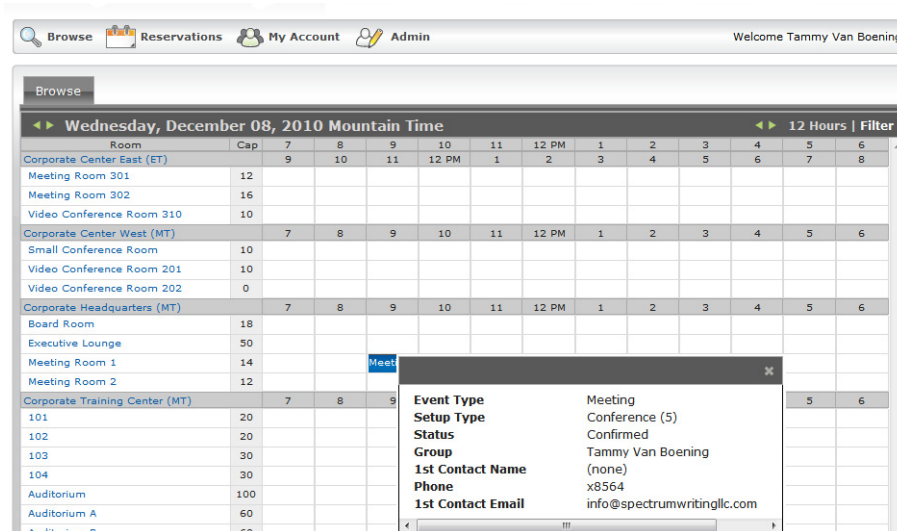 Browse Reservations My Account Admin Welcome Tammy Van Boening
Browse
Wednesday, December 08, 2010 Mountain Time 12 Hours | Filter
Room Cap 7 8 9 10 11 12 PM 1 2 3 4 5 6
Corporate Center East (ET) 9 10 11 12 PM 1 2 3 4 5 6 7 8
Meeting Room 301 12
Meeting Room 302 16
Video Conference Room 310 10
Corporate Center West (MT) 7 8 9 10 11 12 PM 1 2 3 4 5 6
Small Conference Room 10
Video Conference Room 201 10
Video Conference Room 202 0
Corporate Headquarters (MT) 7 8 9 10 11 12 PM 1 2 3 4 5 6
Board Room 18
Executive Lounge 50
Meeting Room 1 14 Meeti
Meeting Room 2 12
Corporate Training Center (MT) 7 8 9 5 6
Event Type Meeting
101 20
Setup Type Conference (5)
102 20
Status Confirmed
Group Tammy Van Boening
103 30
1st Contact Name (none)
104 30
Phone x8564
Auditorium 100
1st Contact Email info@spectrumwritingllc.com
Auditorium A 60